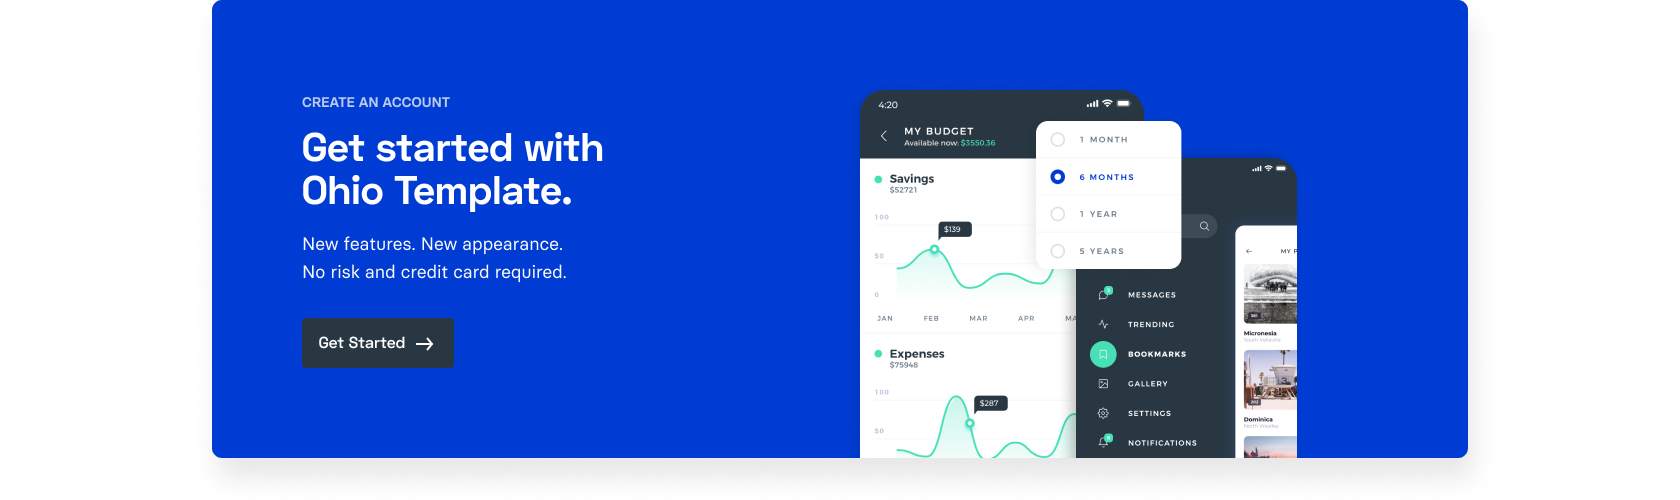 CREATE AN ACCOUNT
Get started with
Ohio Template.
New features. New appearance.
No risk and credit card required.
Get Started
4:20
MY BUDGET
Available now: $3550.36
Savings
$52721
100
$139
50
0
JAN FEB MAR APR
Expenses
$75948
100
$287
50
1 MONTH
6 MONTHS
1 YEAR
5 YEARS
MESSAGES
TRENDING
BOOKMARKS
GALLERY
SETTINGS
NOTIFICATIONS
MY
Micronesia
Dominica